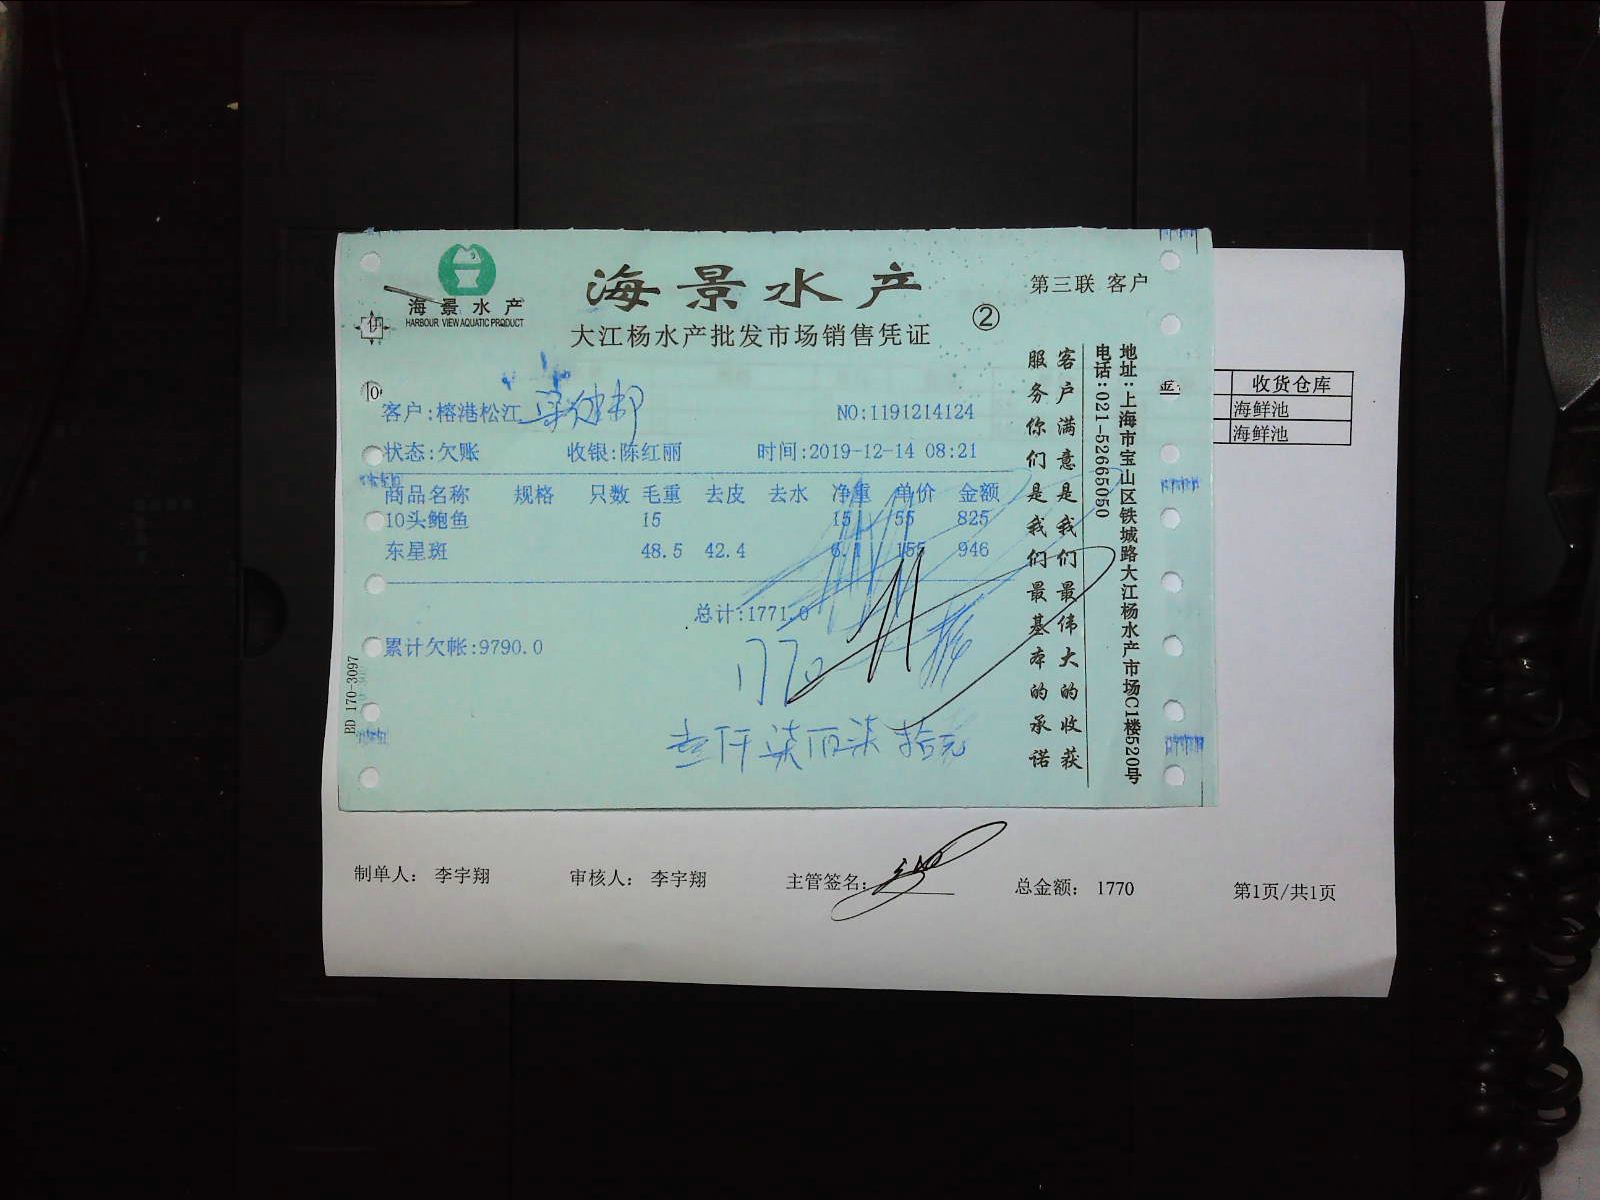 海景水产
HARBOUR VIEW AQUATIC PRODUCT
海景水产
大江杨水产批发市场销售凭证
②
第三联 客户
客户:榕港松江
NO:1191214124
状态:欠账 收银:陈红丽 时间:2019-12-14 08:21
商品名称 规格 只数 毛重 去皮 去水 净重 单价 金额
10头鲍鱼 15 15 55 825
东星斑 48.5 42.4 6.1 155 946
总计:1771.0
累计欠帐:9790.0
1770
壹仟柒百柒拾元
客户满意是我们最伟大的收获
服务你们是我们最基本的承诺
地址:上海市宝山区铁城路大江杨水产市场C1楼520号
电话:021-52665050
BD 170-3097
收货仓库
海鲜池
海鲜池
制单人: 李宇翔 审核人: 李宇翔 主管签名: 总金额: 1770 第1页/共1页